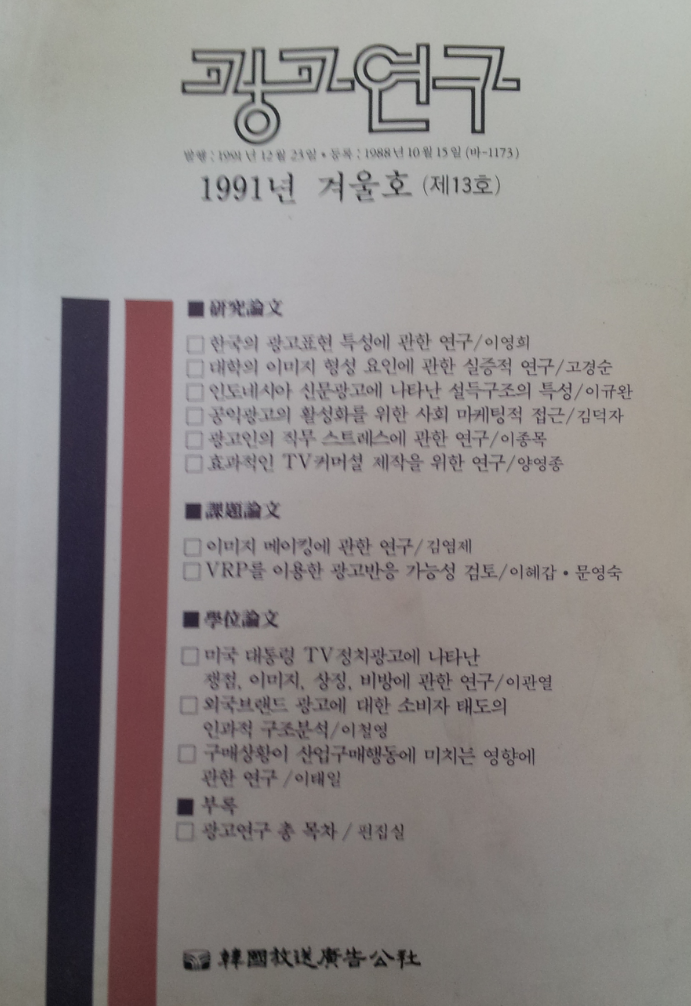 광고연구
발행 : 1991년 12월 23일 • 등록 : 1988년 10월 15일 (바-1173)
1991년 겨울호 (제13호)
■ 硏究論文
□ 한국의 광고표현 특성에 관한 연구/이영희
□ 대학의 이미지 형성 요인에 관한 실증적 연구/고경순
□ 인도네시아 신문광고에 나타난 설득구조의 특성/이규완
□ 공익광고의 활성화를 위한 사회 마케팅적 접근/김덕자
□ 광고인의 직무 스트레스에 관한 연구/이종목
□ 효과적인 TV커머셜 제작을 위한 연구/양영종
■ 課題論文
□ 이미지 메이킹에 관한 연구/김염제
□ VRP를 이용한 광고반응 가능성 검토/이혜갑 • 문영숙
■ 學位論文
□ 미국 대통령 TV정치광고에 나타난
쟁점, 이미지, 상징, 비방에 관한 연구/이관열
□ 외국브랜드 광고에 대한 소비자 태도의
인과적 구조분석/이철영
□ 구매상황이 산업구매행동에 미치는 영향에
관한 연구 /이태일
■ 부록
□ 광고연구 총 목차 / 편집실
韓國放送廣告公社